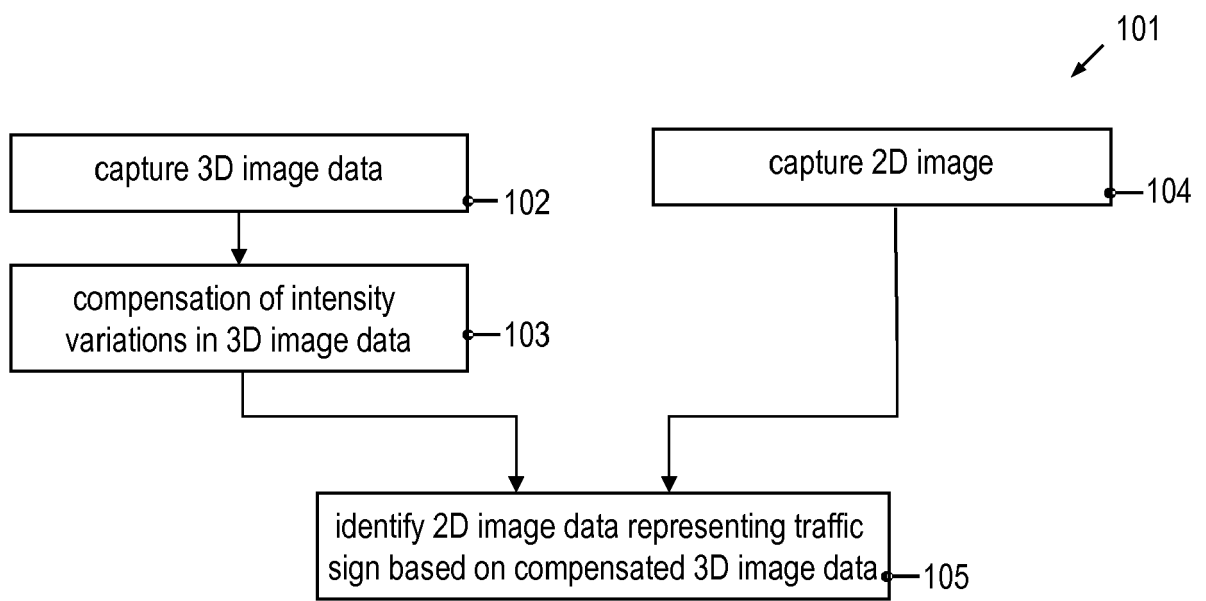 101
capture 3D image data
102
capture 2D image
104
compensation of intensity
variations in 3D image data
103
identify 2D image data representing traffic
sign based on compensated 3D image data
105